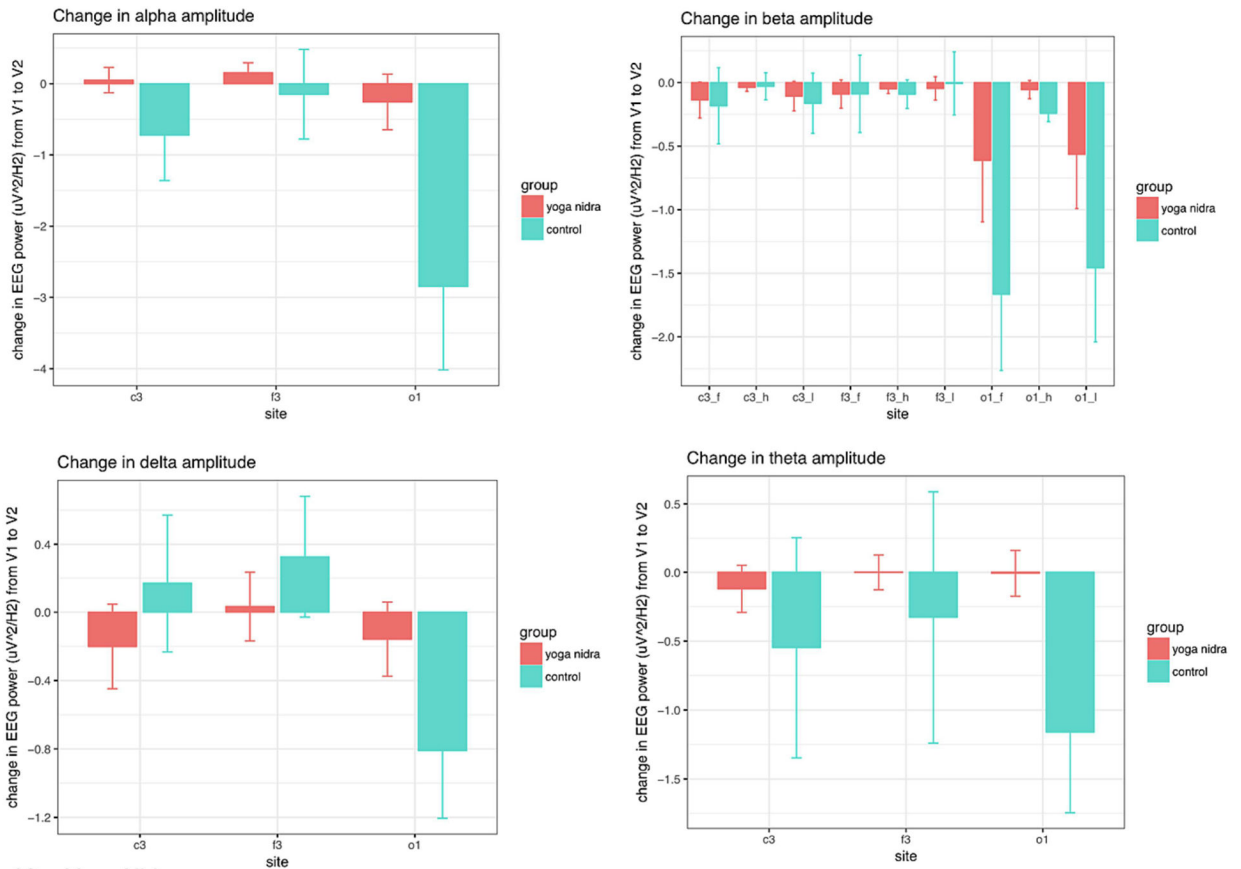 Change in alpha amplitude
change in EEG power (uV^2/H2) from V1 to V2
0
−1
−2
−3
−4
c3
f3
o1
site
group
yoga nidra
control
Change in beta amplitude
change in EEG power (uV^2/H2) from V1 to V2
0.0
−0.5
−1.0
−1.5
−2.0
c3_f
c3_h
c3_l
f3_f
f3_h
f3_l
o1_f
o1_h
o1_l
site
group
yoga nidra
control
Change in delta amplitude
change in EEG power (uV^2/H2) from V1 to V2
0.4
0.0
−0.4
−0.8
−1.2
c3
f3
o1
site
group
yoga nidra
control
Change in theta amplitude
change in EEG power (uV^2/H2) from V1 to V2
0.5
0.0
−0.5
−1.0
−1.5
c3
f3
o1
site
group
yoga nidra
control